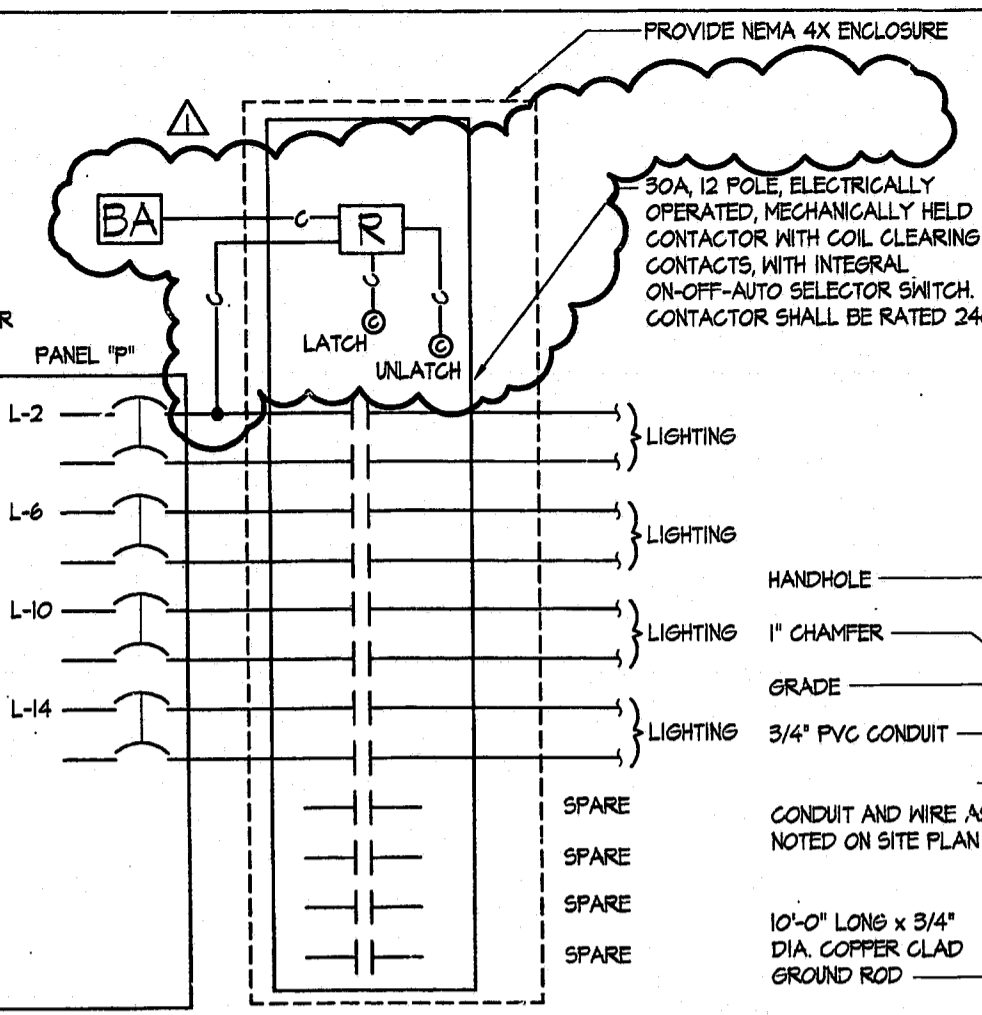 PROVIDE NEMA 4X ENCLOSURE
1
BA
C
R
30A, 12 POLE, ELECTRICALLY
OPERATED, MECHANICALLY HELD
CONTACTOR WITH COIL CLEARING
CONTACTS, WITH INTEGRAL
ON-OFF-AUTO SELECTOR SWITCH.
CONTACTOR SHALL BE RATED
C
C
C
C
LATCH
C
UNLATCH
R
PANEL "P"
L-2
LIGHTING
L-6
LIGHTING
L-10
LIGHTING
L-14
LIGHTING
SPARE
SPARE
SPARE
SPARE
HANDHOLE
1" CHAMFER
GRADE
3/4" PVC CONDUIT
CONDUIT AND WIRE AS
NOTED ON SITE PLAN
10'-0" LONG x 3/4"
DIA. COPPER CLAD
GROUND ROD